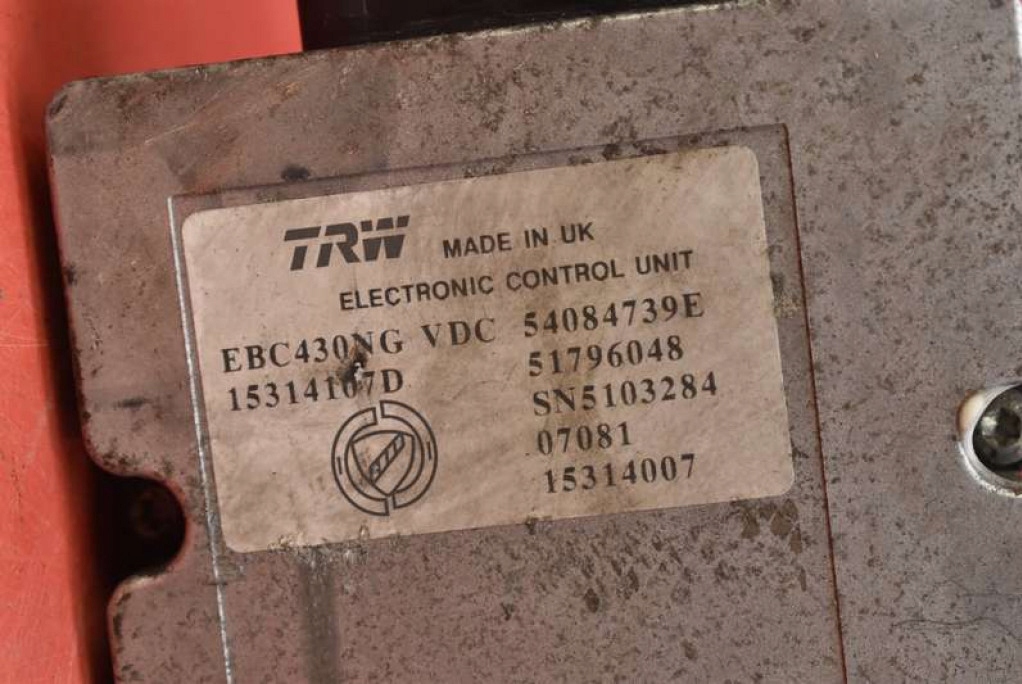 TRW MADE IN UK
ELECTRONIC CONTROL UNIT
EBC430NG VDC 54084739E
15314107D 51796048
SN5103284
07081
15314007